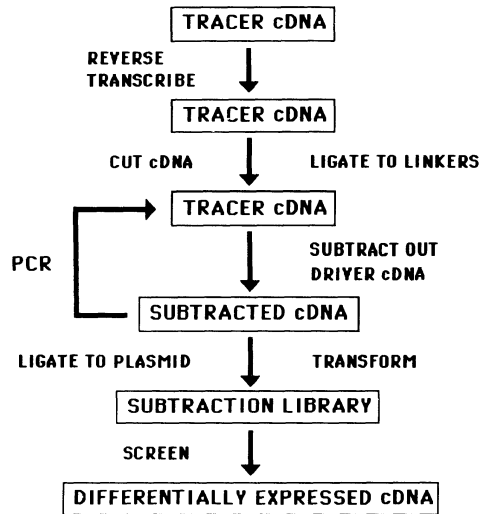 TRACER cDNA
REVERSE
TRANSCRIBE
TRACER cDNA
CUT cDNA
LIGATE TO LINKERS
TRACER cDNA
PCR
SUBTRACT OUT
DRIVER cDNA
SUBTRACTED cDNA
LIGATE TO PLASMID
TRANSFORM
SUBTRACTION LIBRARY
SCREEN
DIFFERENTIALLY EXPRESSED cDNA